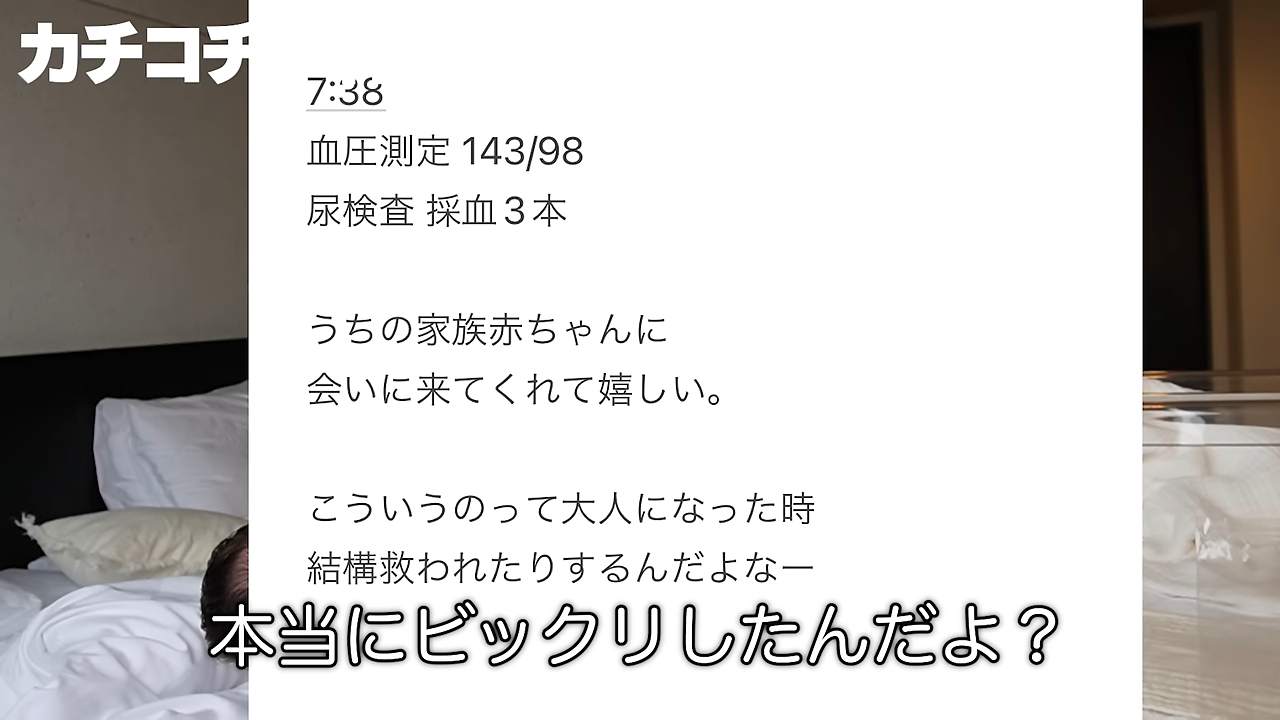 カチコチ
7:38
血圧測定 143/98
尿検査 採血3本
うちの家族赤ちゃんに
会いに来てくれて嬉しい。
こういうのって大人になった時
結構救われたりするんだよなー
本当にビックリしたんだよ？